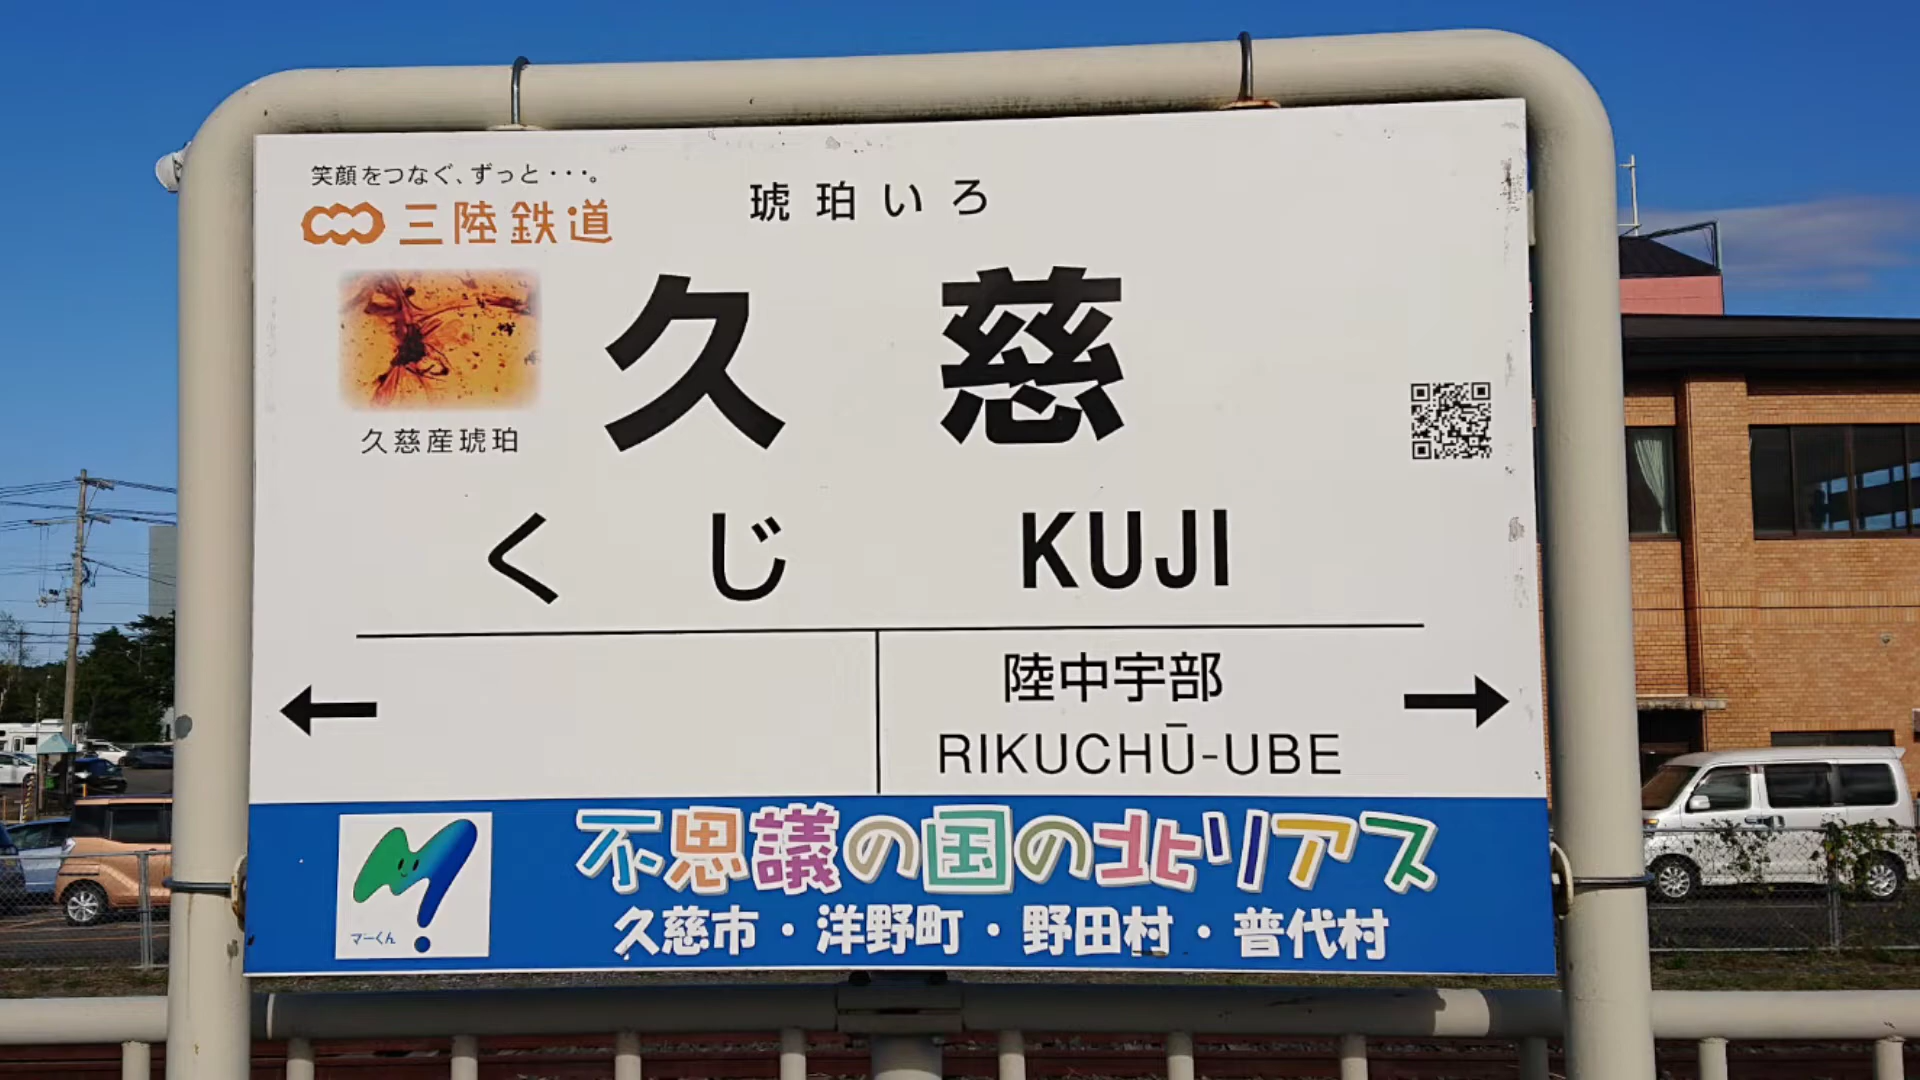 笑顔をつなぐ、ずっと・・・。
三陸鉄道
琥珀いろ
久慈
久慈産琥珀
くじ KUJI
陸中宇部
RIKUCHŪ-UBE
不思議の国の北リアス
マーくん
久慈市・洋野町・野田村・普代村